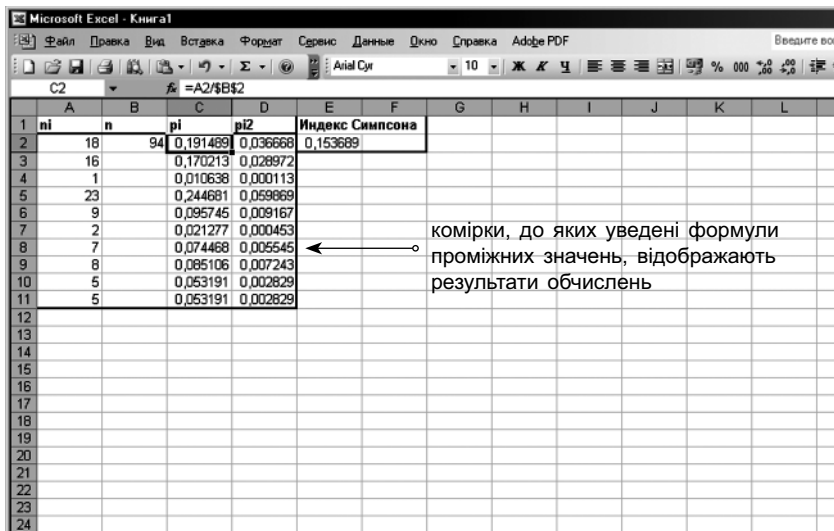 Microsoft Excel - Книга1
Файл Правка Вид Вставка Формат Сервис Данные Окно Справка Adobe PDF Введите во
Arial Cyr 10 Ж К Ч % 000
C2 fx =A2/$B$2
A B C D E F G H I J K L
1 ni n pi pi2 Индекс Симпсона
2 18 94 0,191489 0,036668 0,153689
3 16 0,170213 0,028972
4 1 0,010638 0,000113
5 23 0,244681 0,059869
6 9 0,095745 0,009167
7 2 0,021277 0,000453
8 7 0,074468 0,005545
9 8 0,085106 0,007243
10 5 0,053191 0,002829
11 5 0,053191 0,002829
12
13
14
15
16
17
18
19
20
21
22
23
24
комірки, до яких уведені формули
проміжних значень, відображають
результати обчислень